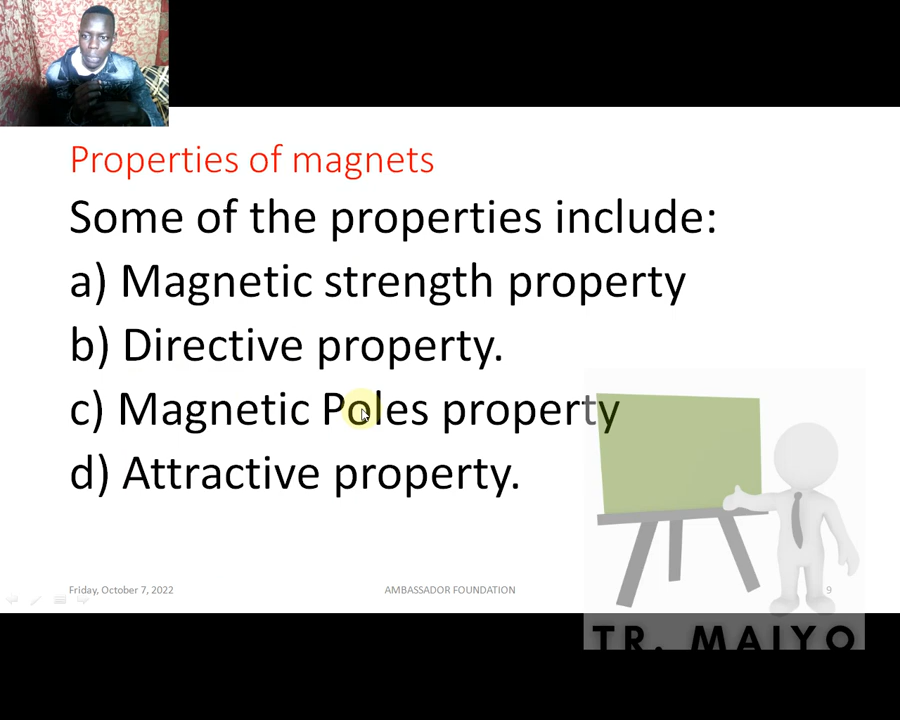 Properties of magnets
Some of the properties include:
a) Magnetic strength property
b) Directive property.
c) Magnetic Poles property
d) Attractive property.
Friday, October 7, 2022
AMBASSADOR FOUNDATION
9
TR. MAIYO